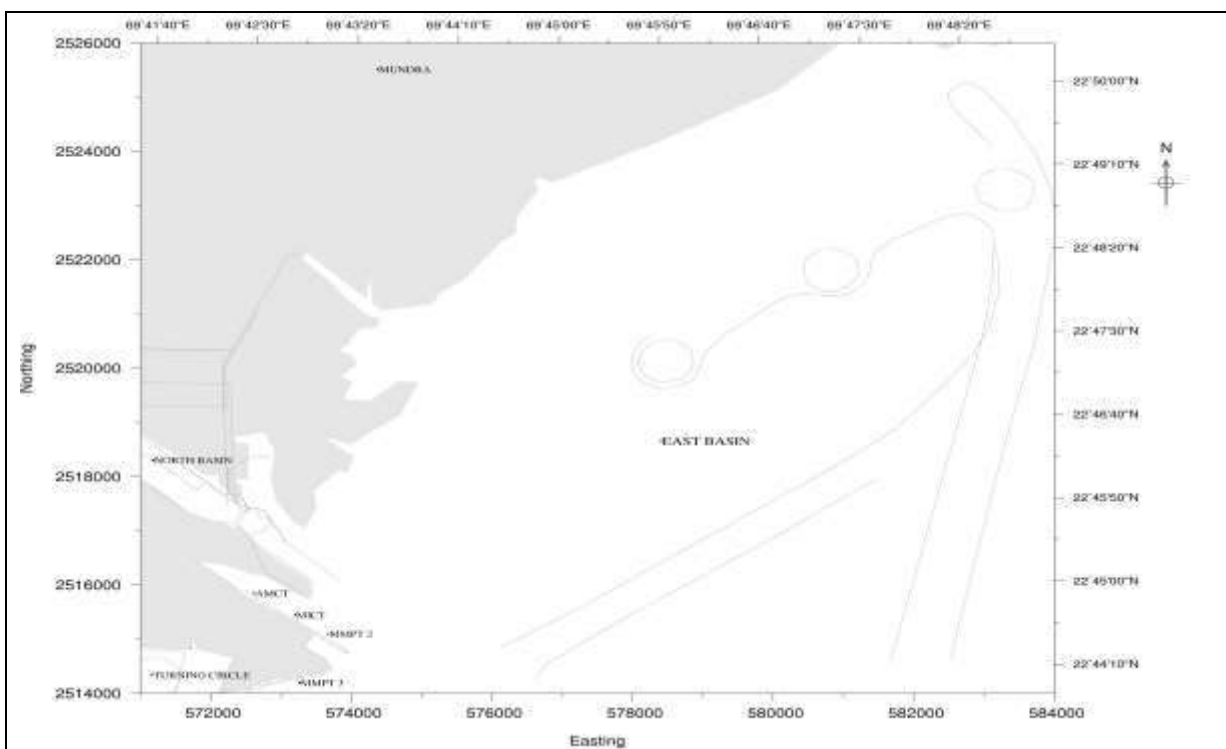 69°41'40"E 69°42'30"E 69°43'20"E 69°44'10"E 69°45'00"E 69°45'50"E 69°46'40"E 69°47'30"E 69°48'20"E
2526000
MUNDRA
22°50'00"N
2524000
22°49'10"N
N
2522000
22°48'20"N
22°47'30"N
Northing
2520000
22°46'40"N
EAST BASIN
NORTH BASIN
2518000
22°45'50"N
2516000
22°45'00"N
AMCT
MICT
MMPT 2
22°44'10"N
TURNING CIRCLE
MMPT 3
2514000
572000 574000 576000 578000 580000 582000 584000
Easting